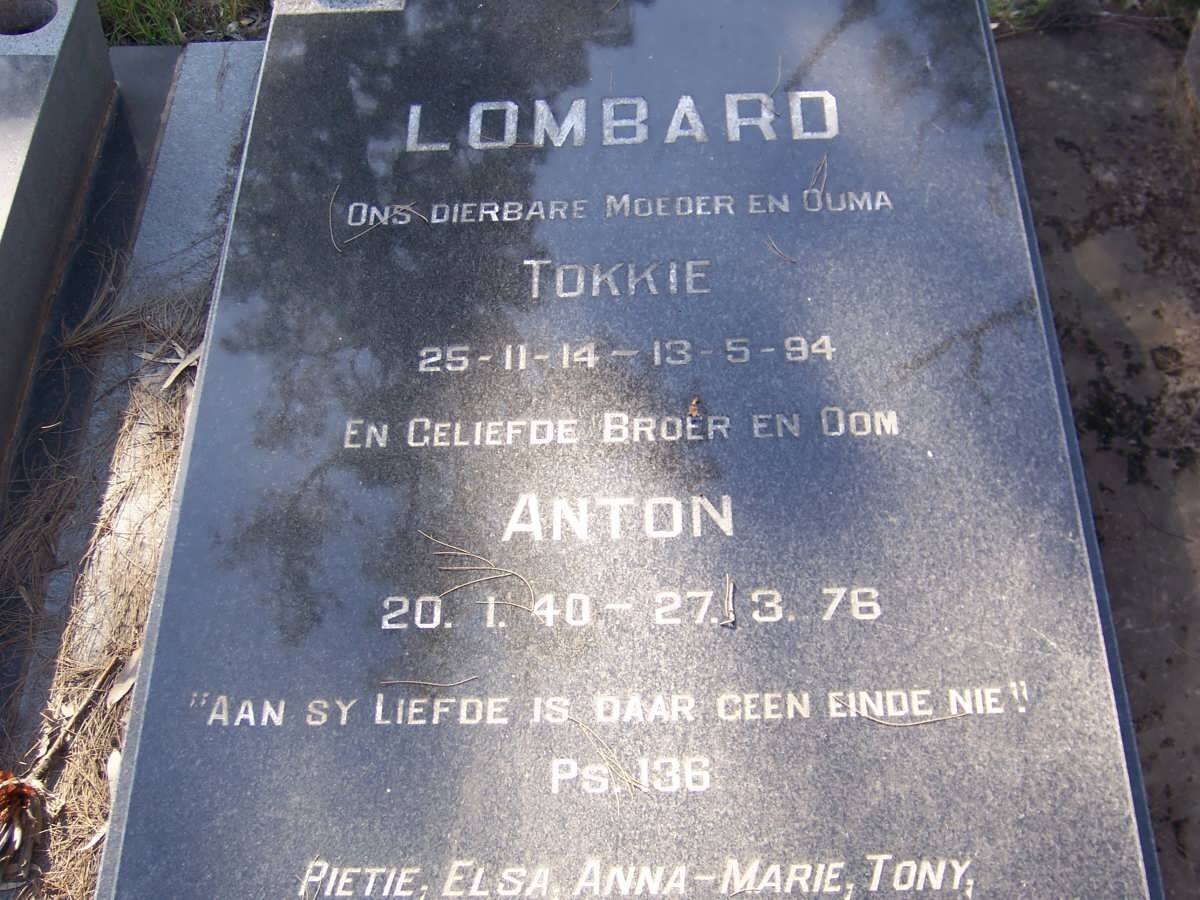 LOMBARD
ONS DIERBARE MOEDER EN OUMA
TOKKIE
25-11-14 - 13-5-94
EN GELIEFDE BROER EN OOM
ANTON
20. 1. 40 - 27. 3. 76
"AAN SY LIEFDE IS DAAR GEEN EINDE NIE".
PS. 136
PIETIE, ELSA, ANNA-MARIE, TONY,